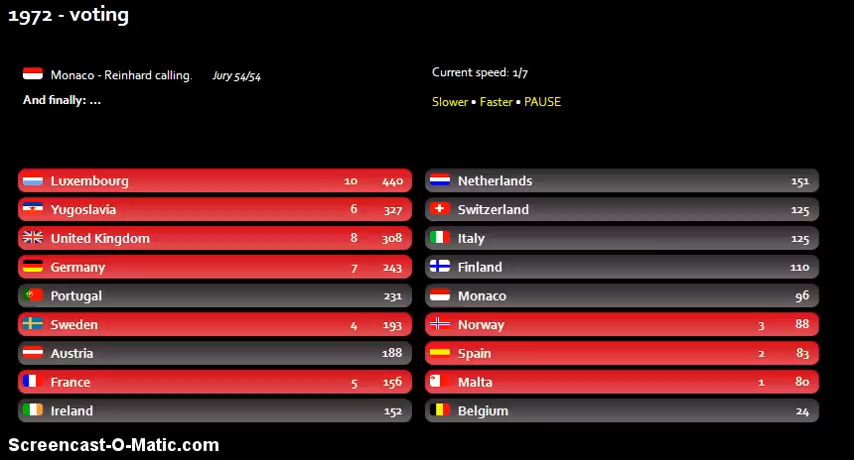 1972 - voting
Monaco - Reinhard calling. Jury 54/54
And finally: ...
Current speed: 1/7
Slower • Faster • PAUSE
Luxembourg 10 440
Yugoslavia 6 327
United Kingdom 8 308
Germany 7 243
Portugal 231
Sweden 4 193
Austria 188
France 5 156
Ireland 152
Netherlands 151
Switzerland 125
Italy 125
Finland 110
Monaco 96
Norway 3 88
Spain 2 83
Malta 1 80
Belgium 24
Screencast-O-Matic.com